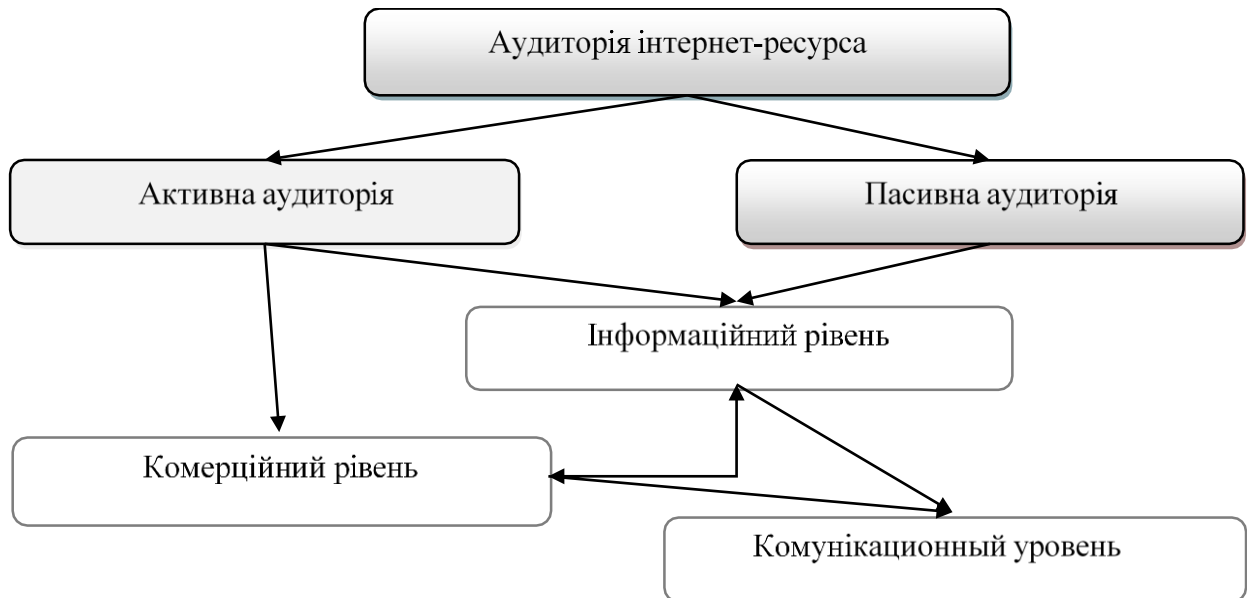 Аудиторія інтернет-ресурса
Активна аудиторія
Пасивна аудиторія
Інформаційний рівень
Комерційний рівень
Комунікационный уровень